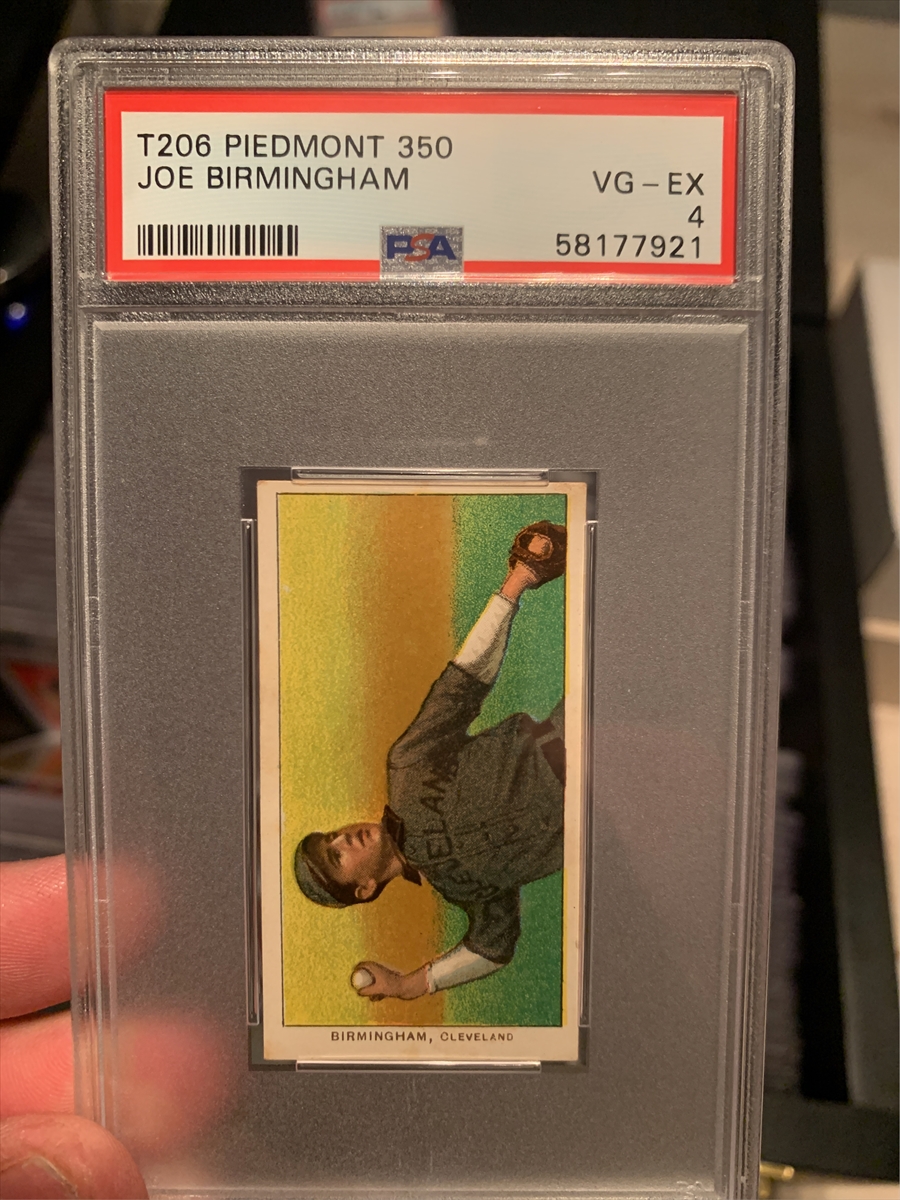 T206 PIEDMONT 350
JOE BIRMINGHAM
VG - EX
4
PSA
58177921
CLEVELAND
BIRMINGHAM, CLEVELAND